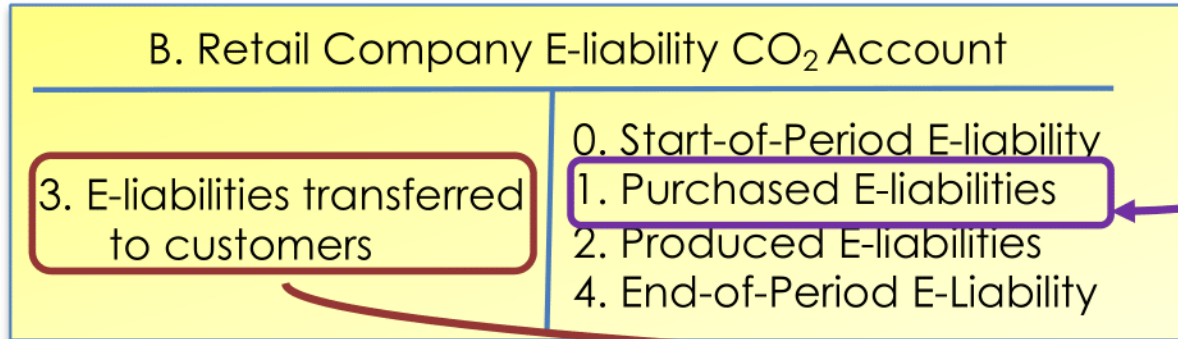 B. Retail Company E-liability CO₂ Account
3. E-liabilities transferred
to customers
0. Start-of-Period E-liability
1. Purchased E-liabilities
2. Produced E-liabilities
4. End-of-Period E-Liability